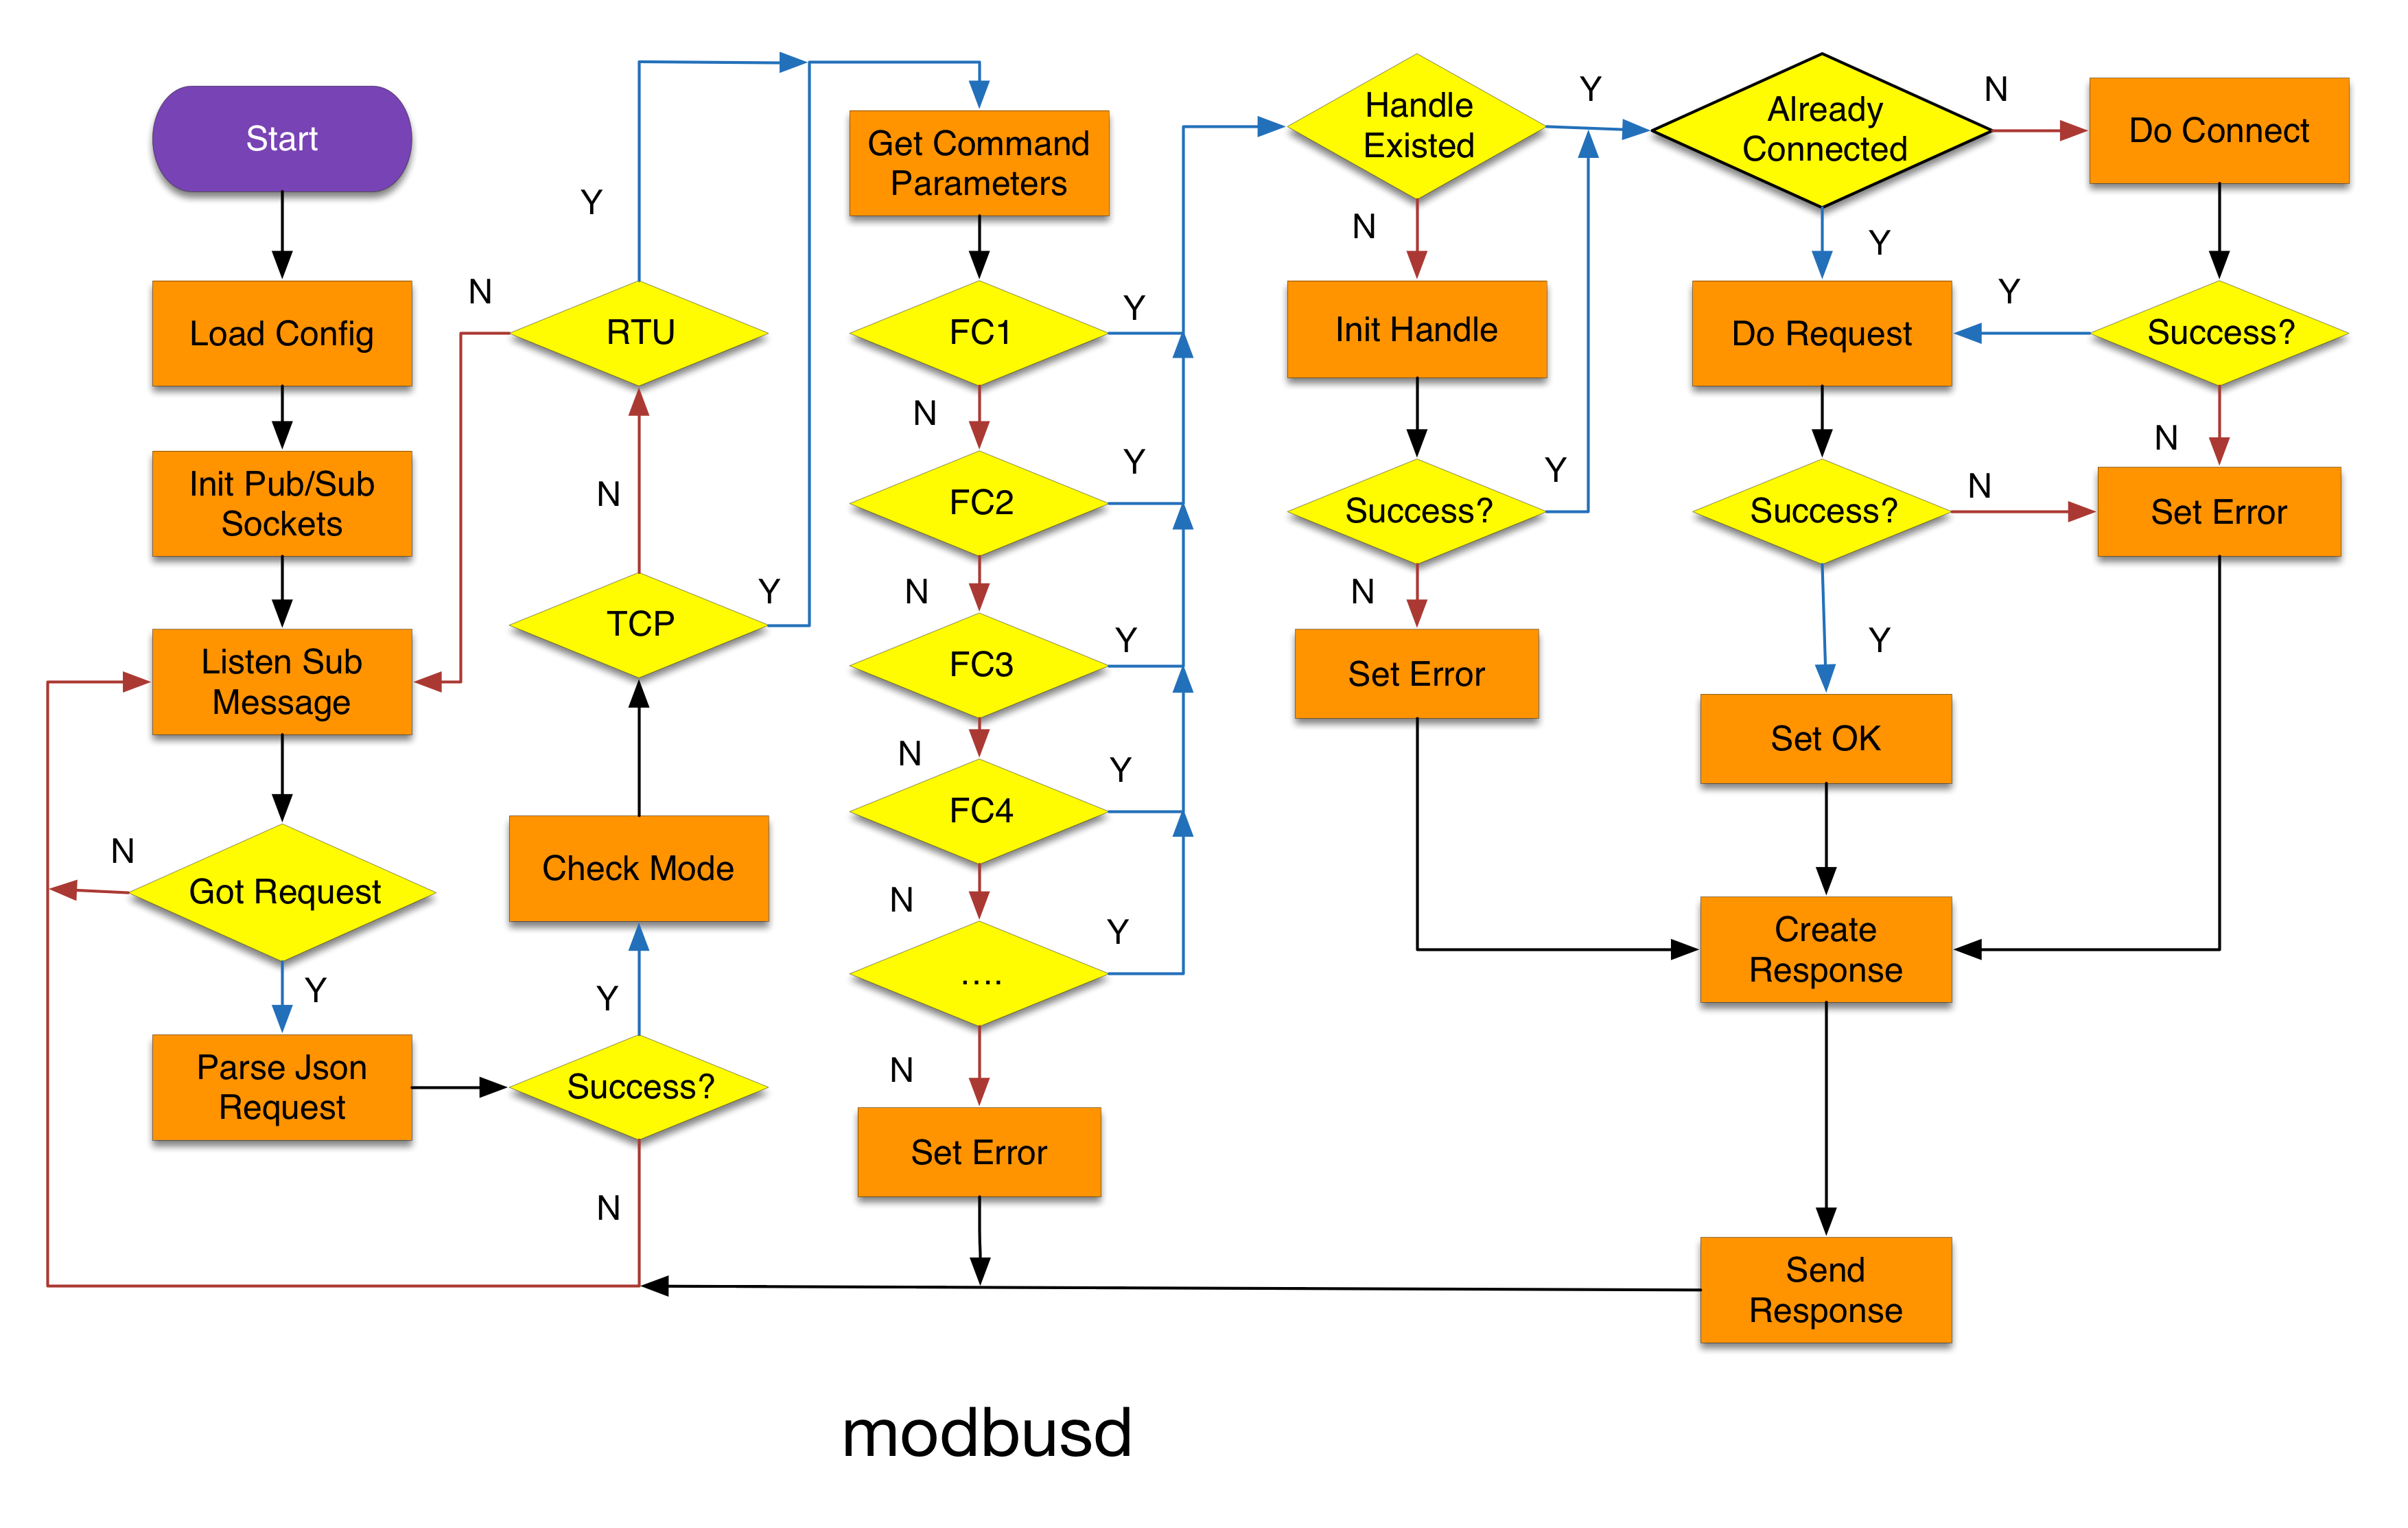 Start
Load Config
Init Pub/Sub
Sockets
Listen Sub
Message
N
Got Request
Y
Parse Json
Request
Y
N
RTU
N
TCP
Y
Check Mode
Y
Success?
N
Get Command
Parameters
FC1
Y
N
FC2
Y
N
FC3
Y
N
FC4
Y
N
....
Y
N
Set Error
Handle
Existed
Y
N
Init Handle
Success?
Y
N
Set Error
Already
Connected
N
Y
Do Connect
Do Request
Y
Success?
N
Success?
N
Set Error
Y
Set OK
Create
Response
Send
Response
modbusd